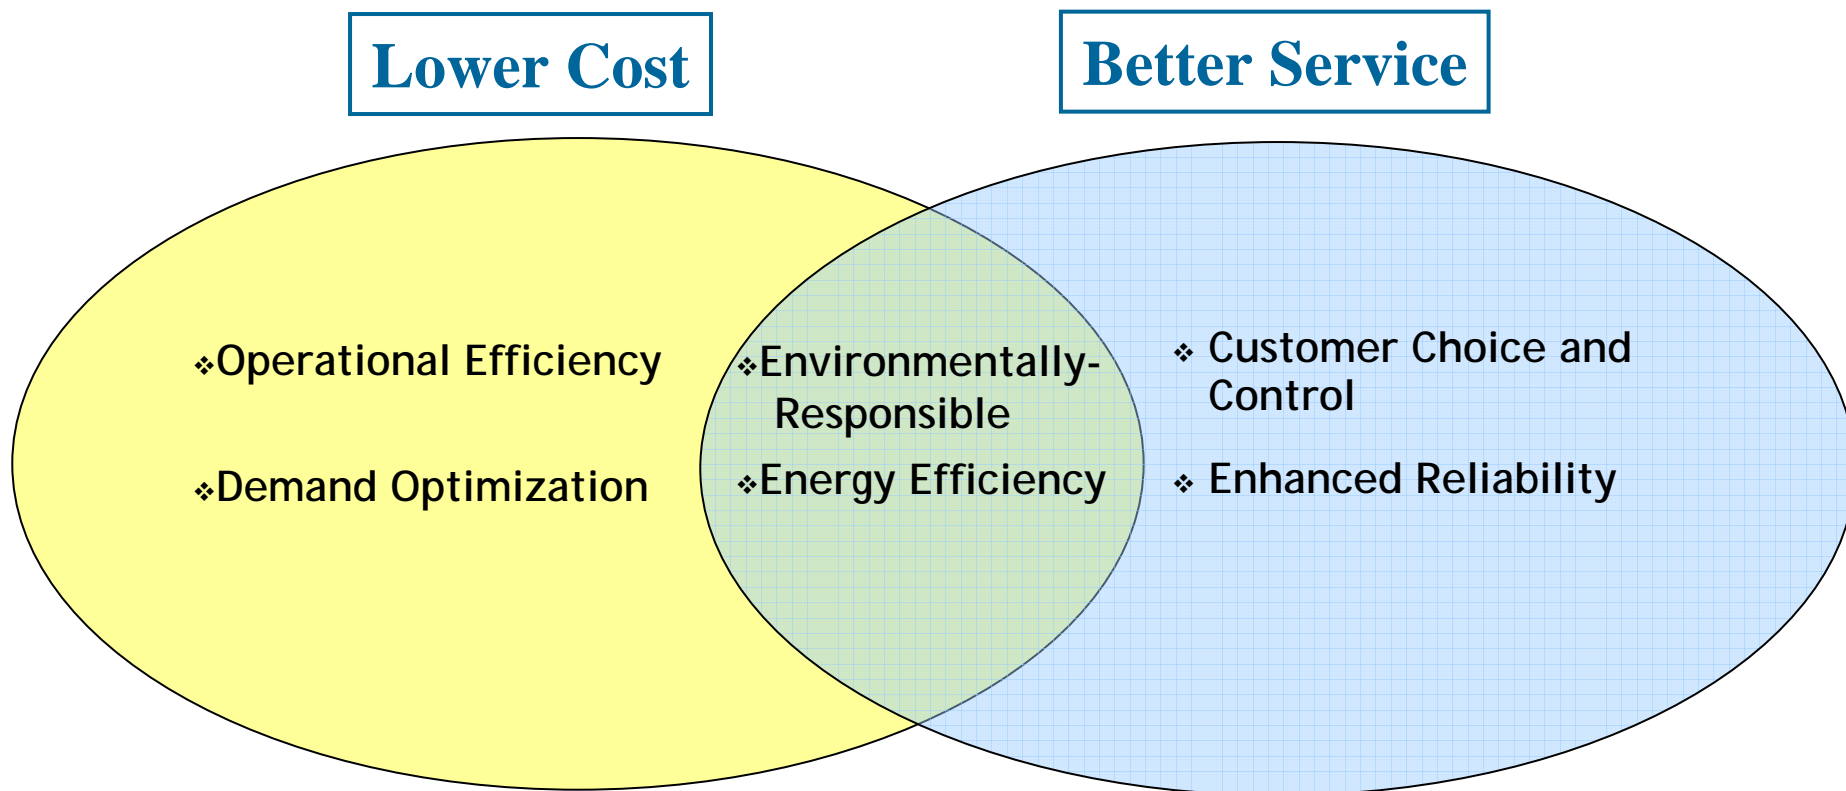 Lower Cost
Better Service
❖Operational Efficiency
❖Demand Optimization
❖Environmentally-
Responsible
❖Energy Efficiency
❖ Customer Choice and
Control
❖ Enhanced Reliability